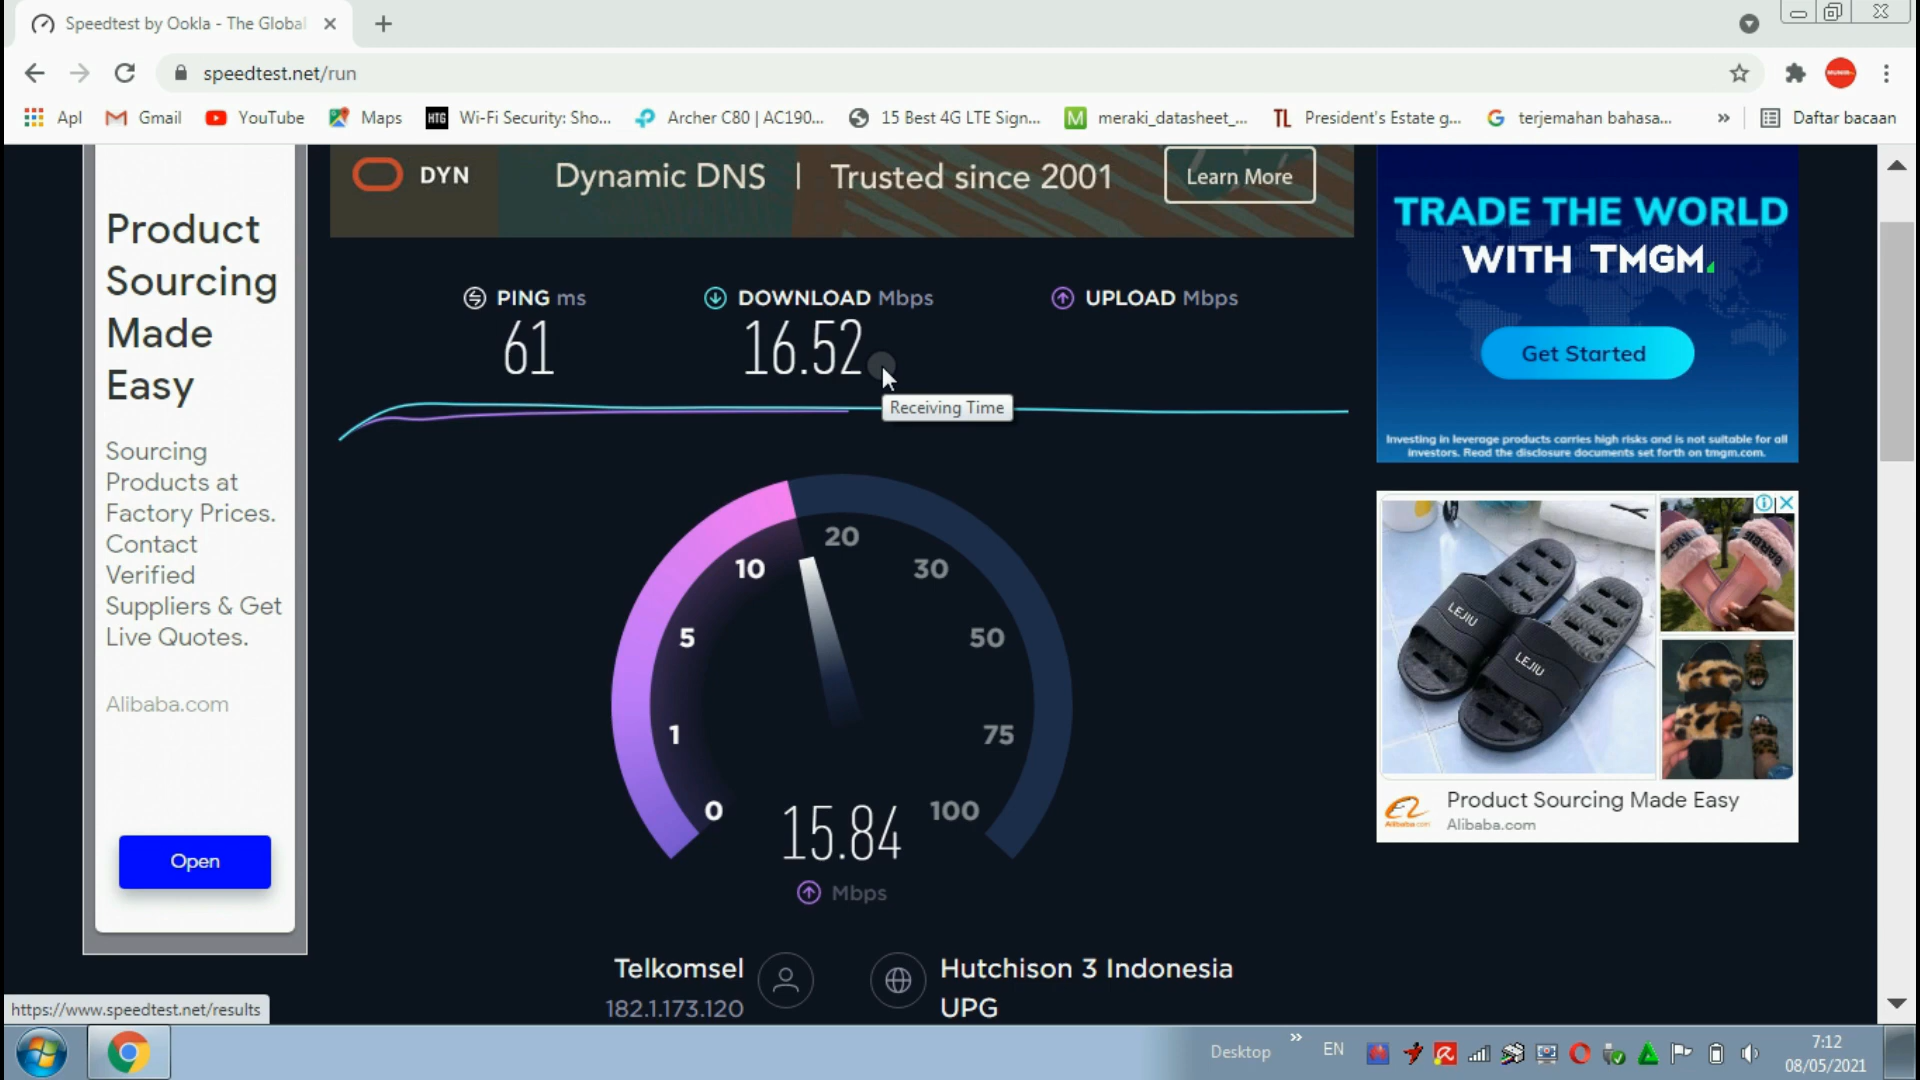 Speedtest by Ookla - The Global
speedtest.net/run
Apl
Gmail
YouTube
Maps
HTG
Wi-Fi Security: Sho...
Archer C80 | AC190...
15 Best 4G LTE Sign...
M
meraki_datasheet_...
TL
President's Estate g...
G
terjemahan bahasa...
»
Daftar bacaan
Product
Sourcing
Made
Easy
Sourcing
Products at
Factory Prices.
Contact
Verified
Suppliers & Get
Live Quotes.
Alibaba.com
Open
DYN
Dynamic DNS | Trusted since 2001
Learn More
PING ms
61
DOWNLOAD Mbps
16.52
UPLOAD Mbps
Receiving Time
0
1
5
10
20
30
50
75
100
15.84
Mbps
Telkomsel
182.1.173.120
Hutchison 3 Indonesia
UPG
TRADE THE WORLD
WITH TMGM.
Get Started
Investing in leverage products carries high risks and is not suitable for all
investors. Read the disclosure documents set forth on tmgm.com.
LEJIU
LEJIU
Product Sourcing Made Easy
Alibaba.com
https://www.speedtest.net/results
Desktop
»
EN
7:12
08/05/2021